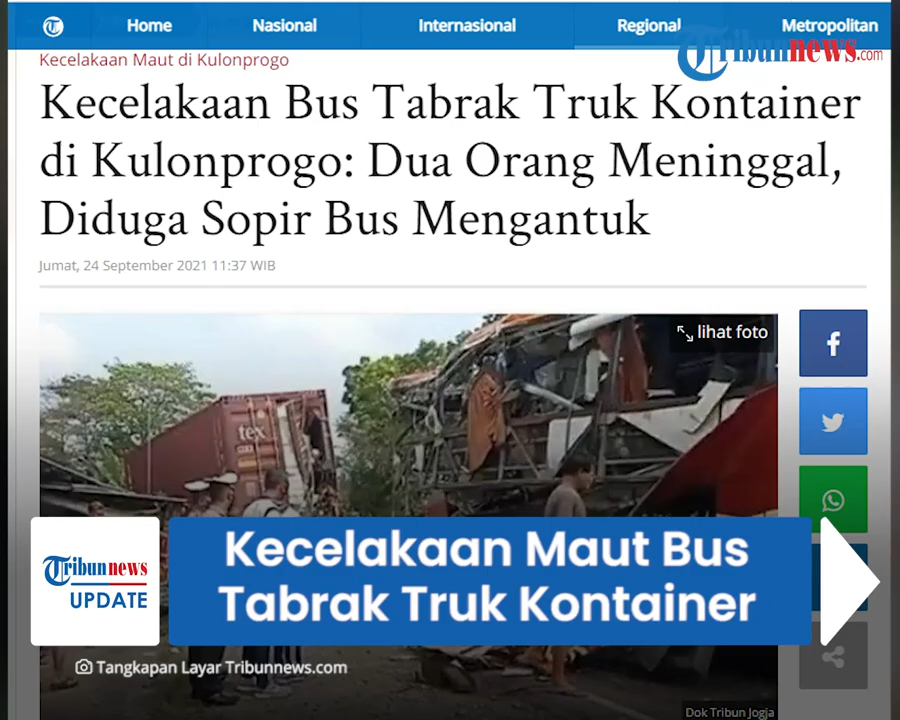 Home Nasional Internasional Regional Metropolitan
Tribunnews.com
Kecelakaan Maut di Kulonprogo
Kecelakaan Bus Tabrak Truk Kontainer
di Kulonprogo: Dua Orang Meninggal,
Diduga Sopir Bus Mengantuk
Jumat, 24 September 2021 11:37 WIB
lihat foto
tex
Tribunnews
UPDATE
Kecelakaan Maut Bus
Tabrak Truk Kontainer
Tangkapan Layar Tribunnews.com
Dok Tribun Jogja